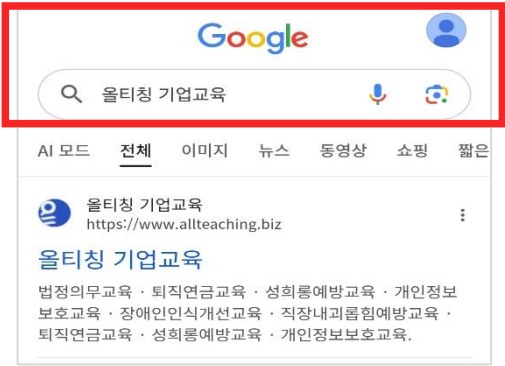 Google
올티칭 기업교육
AI 모드 전체 이미지 뉴스 동영상 쇼핑 짧은
올티칭 기업교육
https://www.allteaching.biz
올티칭 기업교육
법정의무교육 · 퇴직연금교육 · 성희롱예방교육 · 개인정보
보호교육 · 장애인인식개선교육 · 직장내괴롭힘예방교육 ·
퇴직연금교육 · 성희롱예방교육 · 개인정보보호교육.